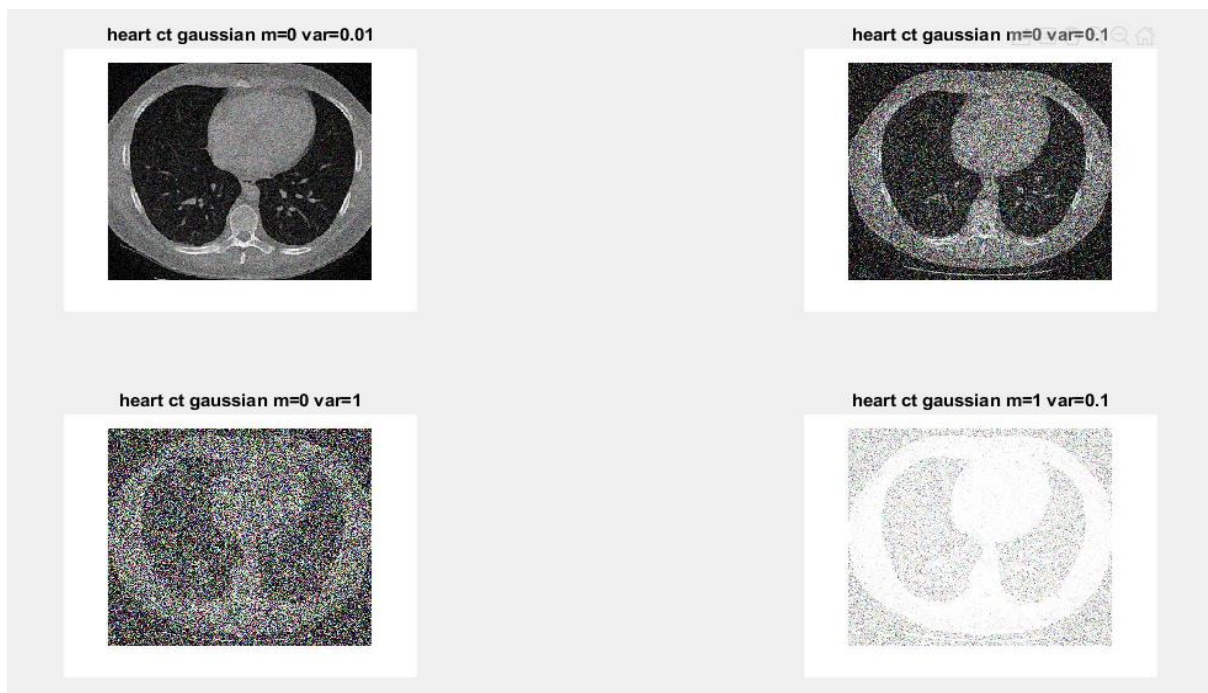 heart ct gaussian m=0 var=0.01
heart ct gaussian m=0 var=0.1
heart ct gaussian m=0 var=1
heart ct gaussian m=1 var=0.1